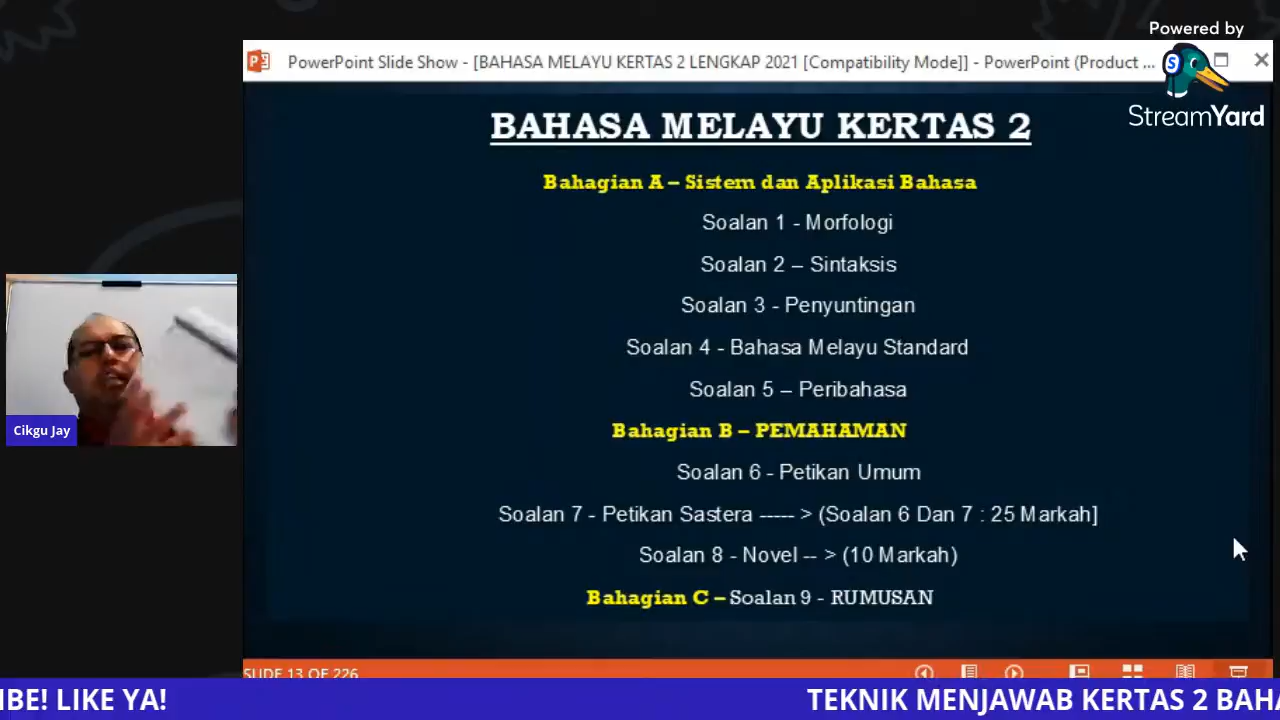 Powered by
StreamYard
PowerPoint Slide Show - [BAHASA MELAYU KERTAS 2 LENGKAP 2021 [Compatibility Mode]] - PowerPoint (Product ...
BAHASA MELAYU KERTAS 2
Bahagian A – Sistem dan Aplikasi Bahasa
Soalan 1 - Morfologi
Soalan 2 – Sintaksis
Soalan 3 - Penyuntingan
Soalan 4 - Bahasa Melayu Standard
Soalan 5 – Peribahasa
Bahagian B – PEMAHAMAN
Soalan 6 - Petikan Umum
Soalan 7 - Petikan Sastera ----- > (Soalan 6 Dan 7 : 25 Markah]
Soalan 8 - Novel -- > (10 Markah)
Bahagian C – Soalan 9 - RUMUSAN
Cikgu Jay
SLIDE 13 OF 226
IBE! LIKE YA!
TEKNIK MENJAWAB KERTAS 2 BAHA